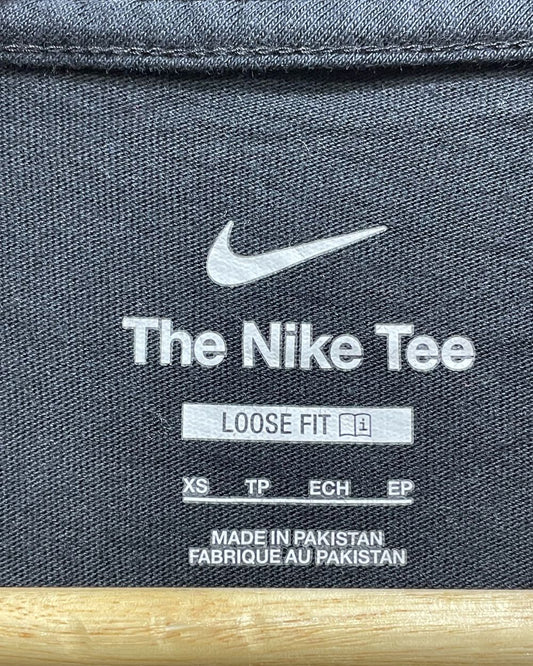 The Nike Tee
LOOSE FIT i
XS TP ECH EP
MADE IN PAKISTAN
FABRIQUE AU PAKISTAN